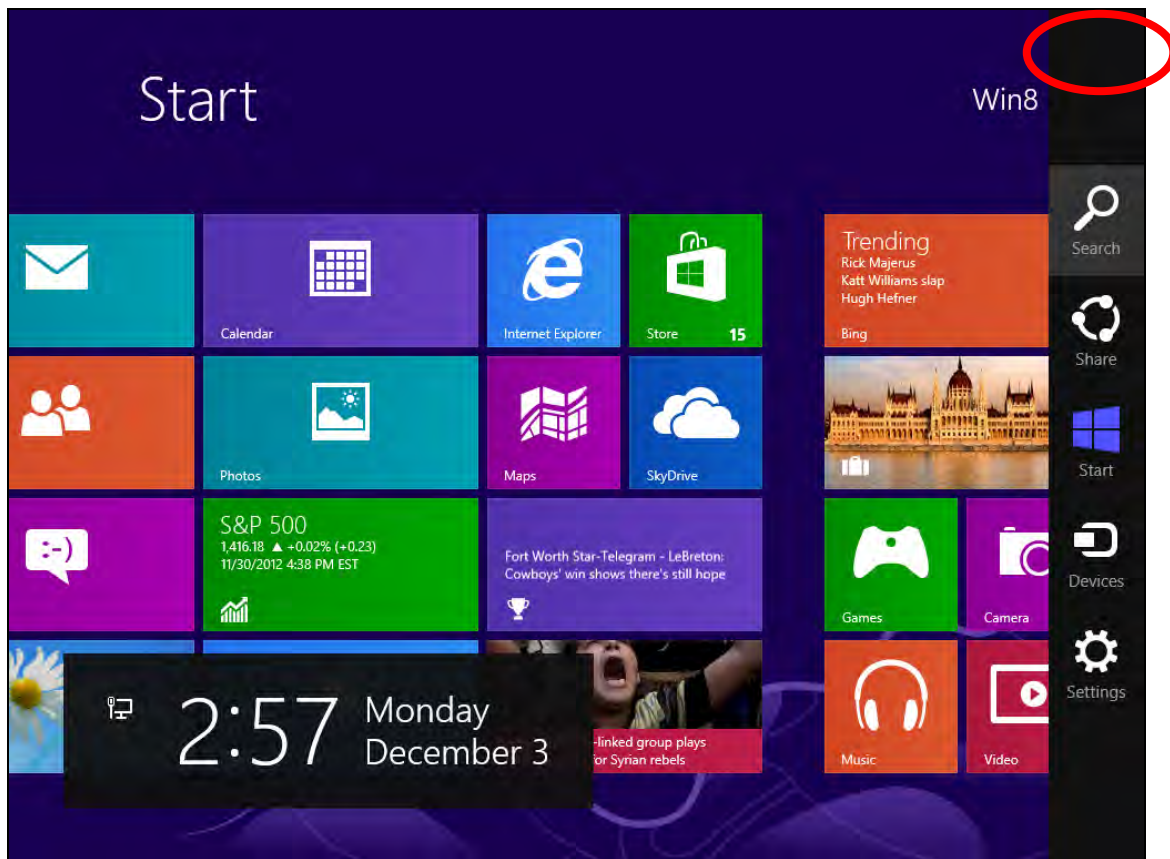 Start
Win8
Search
Share
Start
Devices
Settings
Calendar
Internet Explorer
Store
15
Trending
Rick Majerus
Katt Williams slap
Hugh Hefner
Bing
Photos
Maps
SkyDrive
:-)
S&P 500
1,416.18 ▲ +0.02% (+0.23)
11/30/2012 4:38 PM EST
Fort Worth Star-Telegram - LeBreton:
Cowboys' win shows there's still hope
Games
Camera
2:57
Monday
December 3
-linked group plays
for Syrian rebels
Music
Video